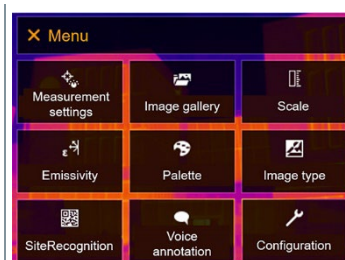 Menu
Measurement
settings
Image gallery
Scale
Emissivity
Palette
Image type
SiteRecognition
Voice
annotation
Configuration